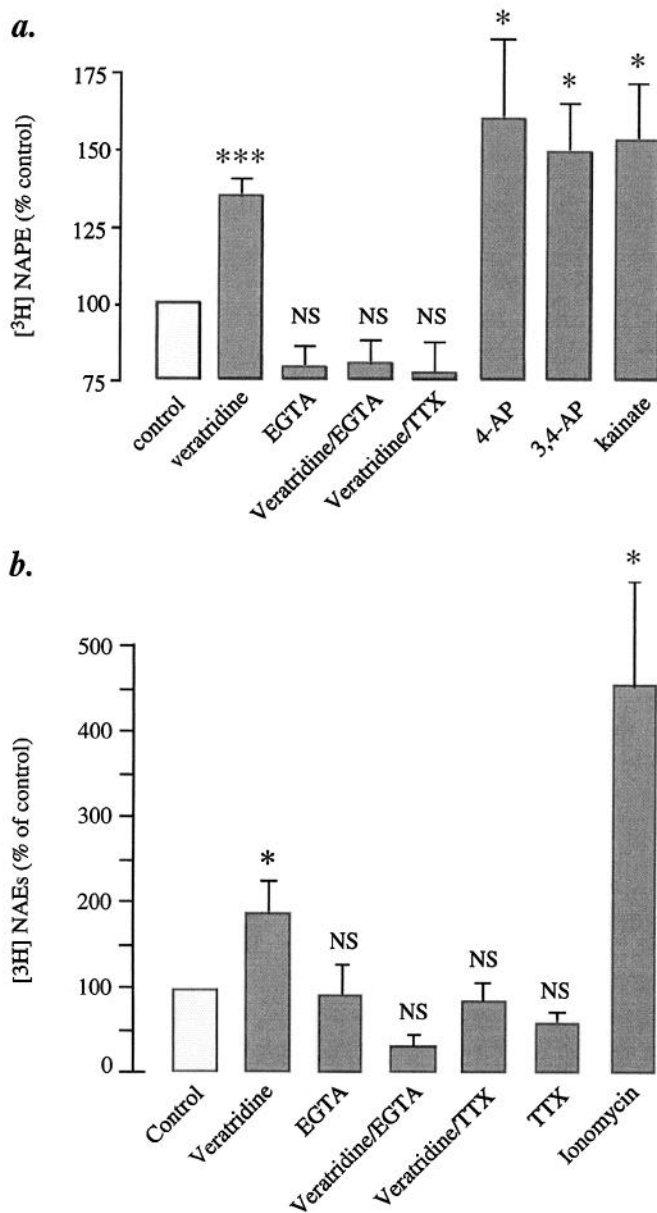 a.
[³H] NAPE (% control)
175
150
125
100
75
***
NS
NS
NS
*
*
*
control
veratridine
EGTA
Veratridine/EGTA
Veratridine/TTX
4-AP
3,4-AP
kainate
b.
[3H] NAEs (% of control)
500
400
300
200
100
0
*
NS
NS
NS
NS
*
Control
Veratridine
EGTA
Veratridine/EGTA
Veratridine/TTX
TTX
Ionomycin